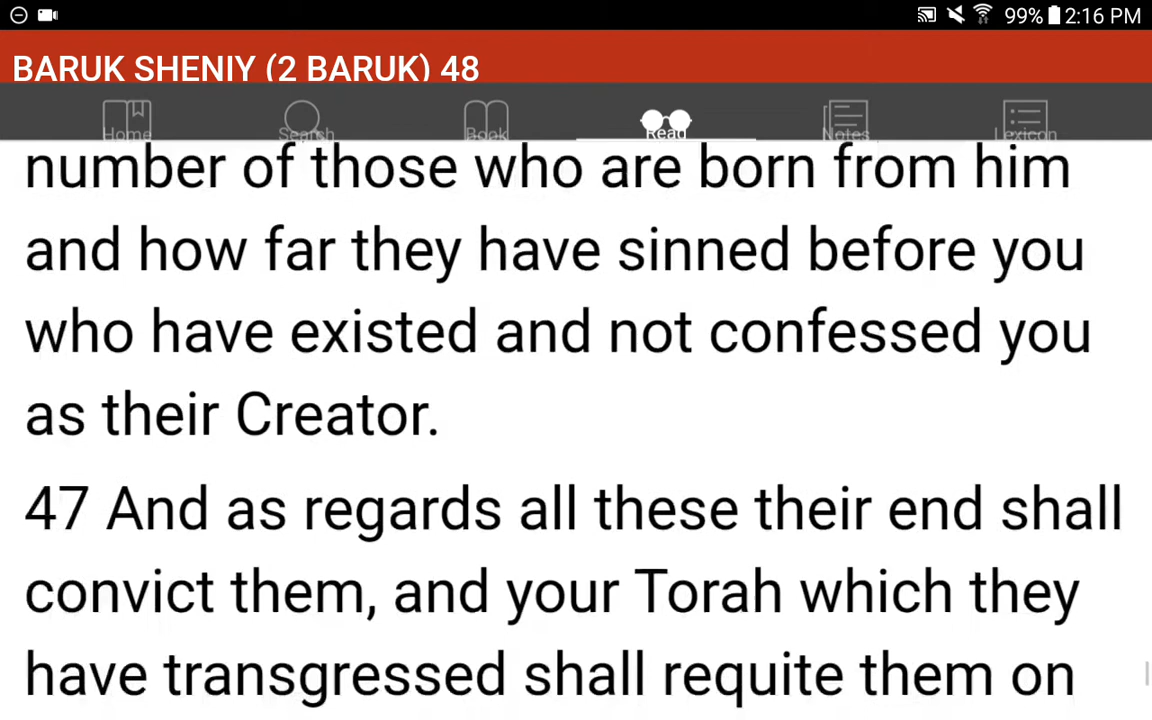 99% 2:16 PM
BARUK SHENIY (2 BARUK) 48
Home Search Book Read Notes Lexicon
number of those who are born from him
and how far they have sinned before you
who have existed and not confessed you
as their Creator.
47 And as regards all these their end shall
convict them, and your Torah which they
have transgressed shall requite them on